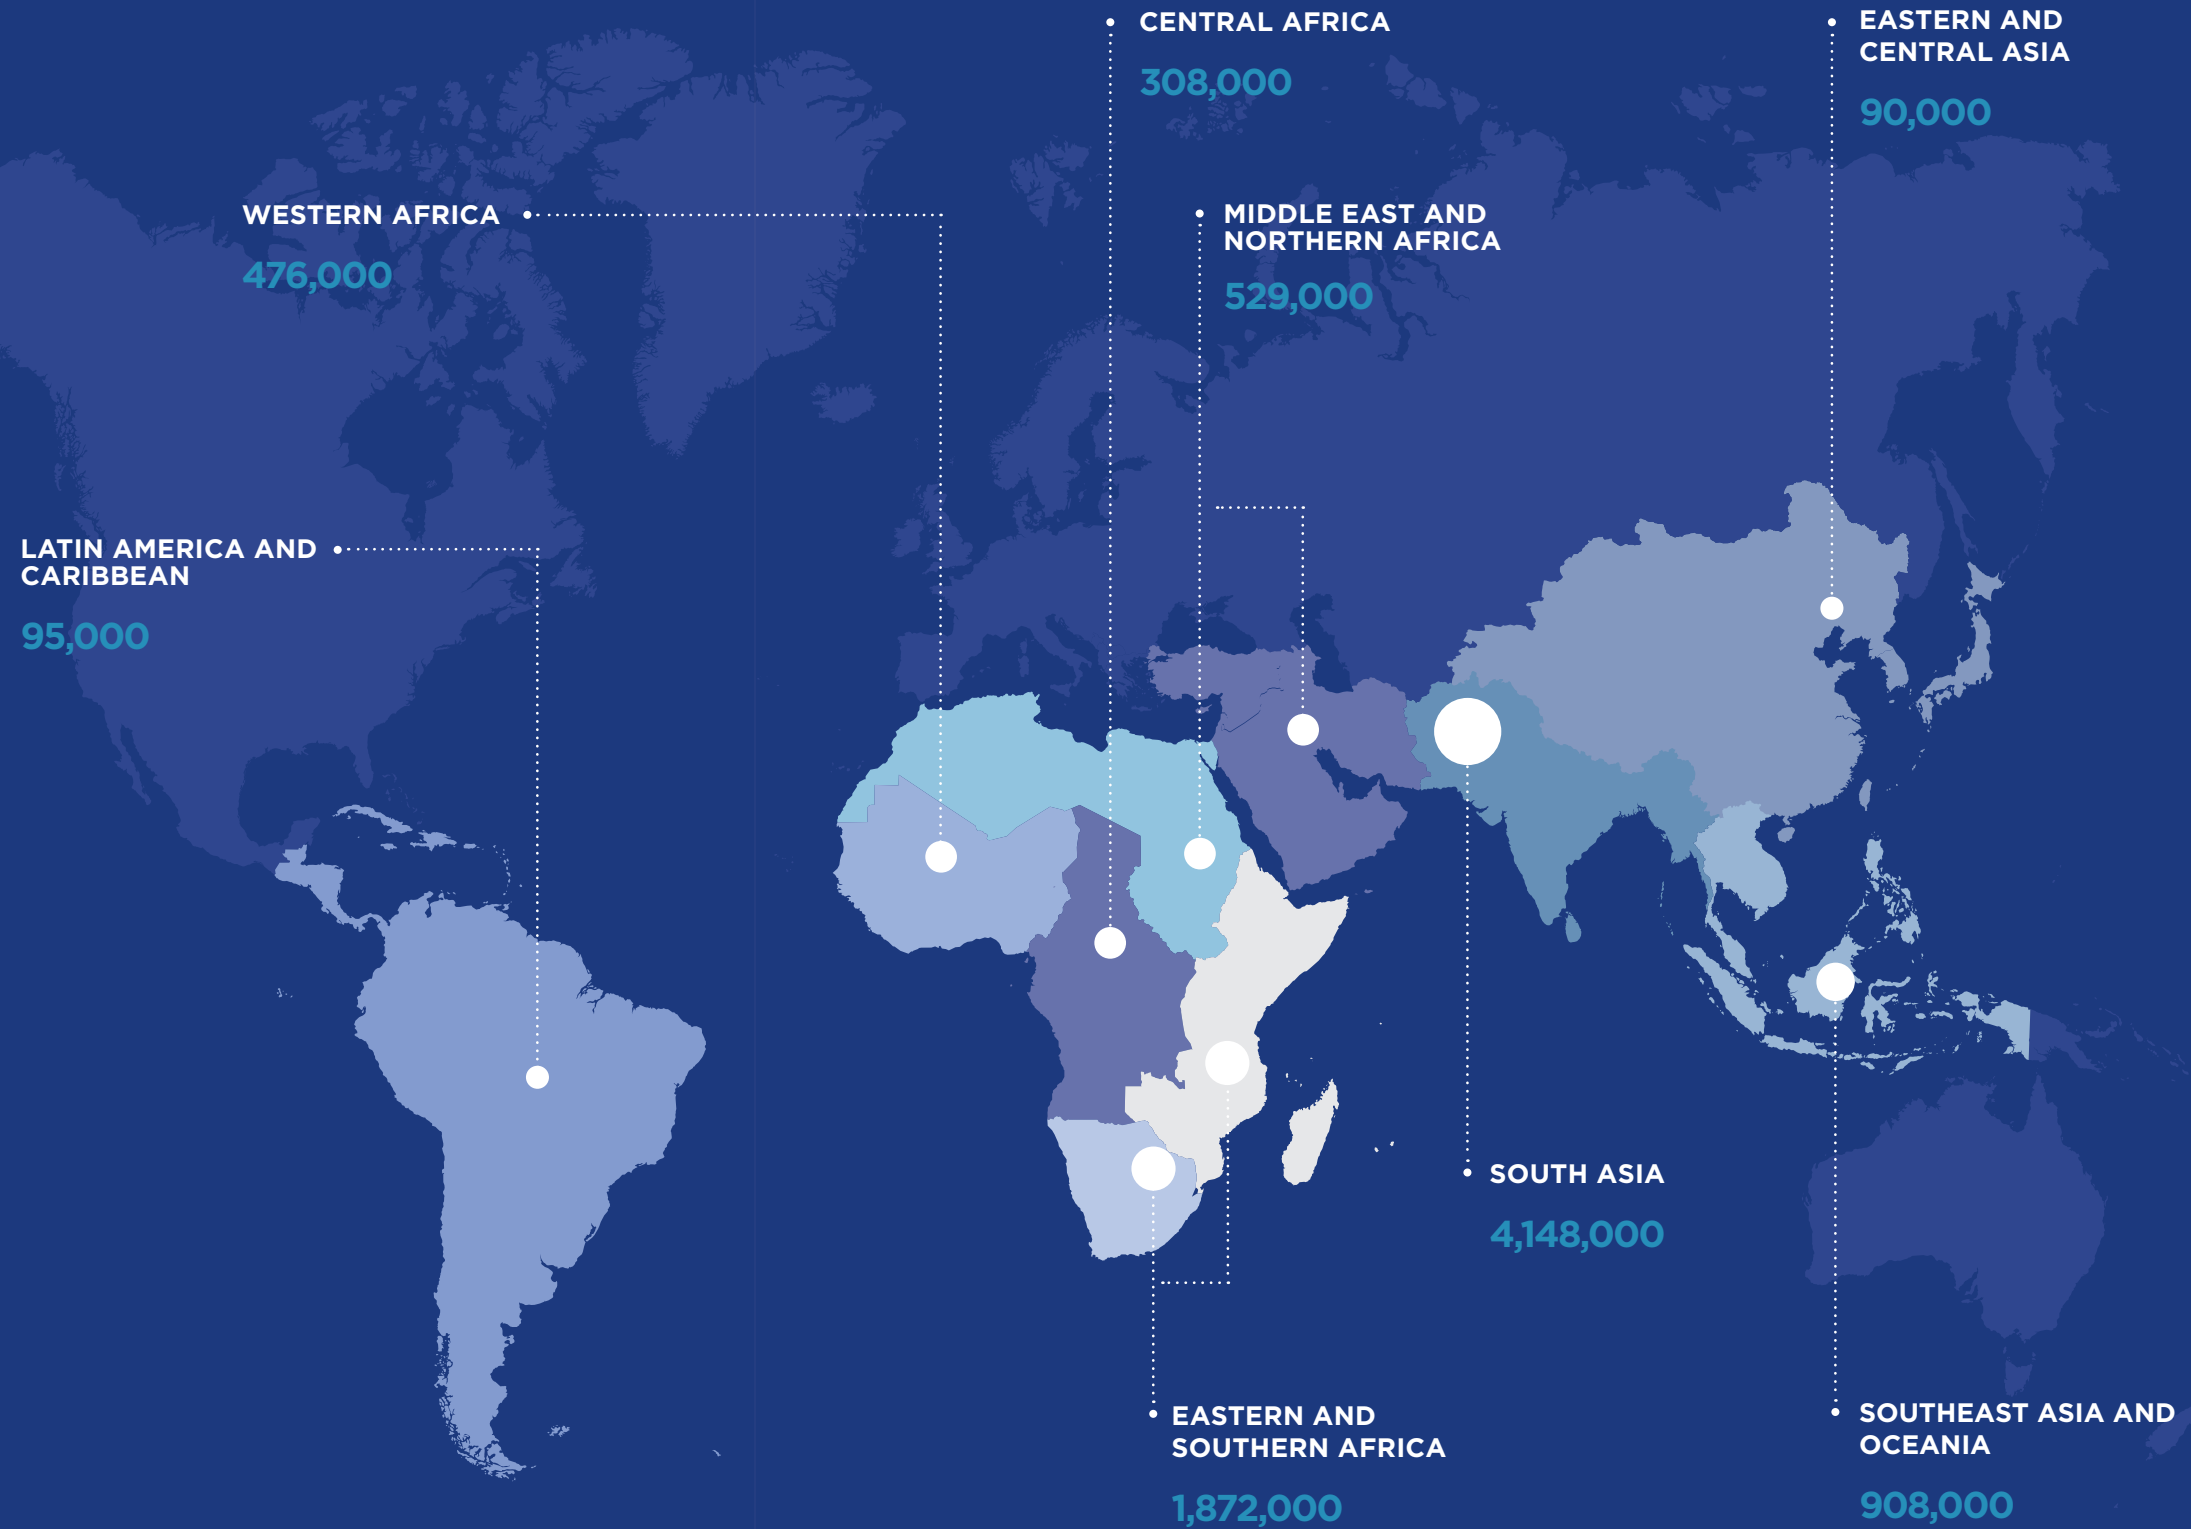 CENTRAL AFRICA
308,000
EASTERN AND
CENTRAL ASIA
90,000
WESTERN AFRICA
476,000
MIDDLE EAST AND
NORTHERN AFRICA
529,000
LATIN AMERICA AND
CARIBBEAN
95,000
SOUTH ASIA
4,148,000
EASTERN AND
SOUTHERN AFRICA
1,872,000
SOUTHEAST ASIA AND
OCEANIA
908,000